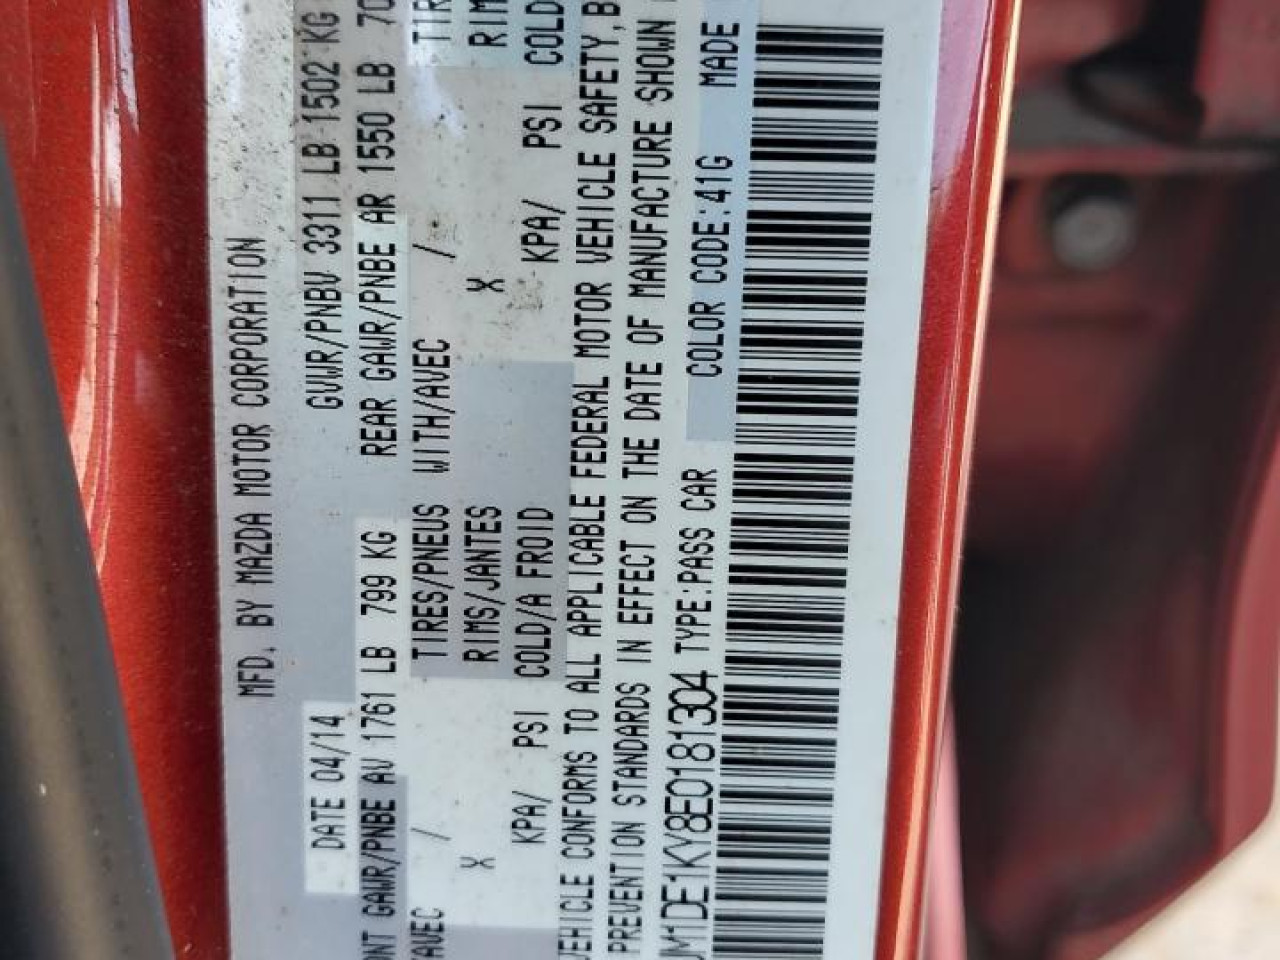 MFD. BY MAZDA MOTOR CORPORATION
DATE 04/14 GVWR/PNBV 3311 LB 1502 KG
ONT GAWR/PNBE AV 1761 LB 799 KG REAR GAWR/PNBE AR 1550 LB 70
AVEC / TIRES/PNEUS WITH/AVEC / TIR
X RIMS/JANTES X RIM
KPA/ PSI COLD/A FROID KPA/ PSI COLD
VEHICLE CONFORMS TO ALL APPLICABLE FEDERAL MOTOR VEHICLE SAFETY, B
PREVENTION STANDARDS IN EFFECT ON THE DATE OF MANUFACTURE SHOWN
JM1DE1KY8E0181304 TYPE:PASS CAR COLOR CODE:41G MADE